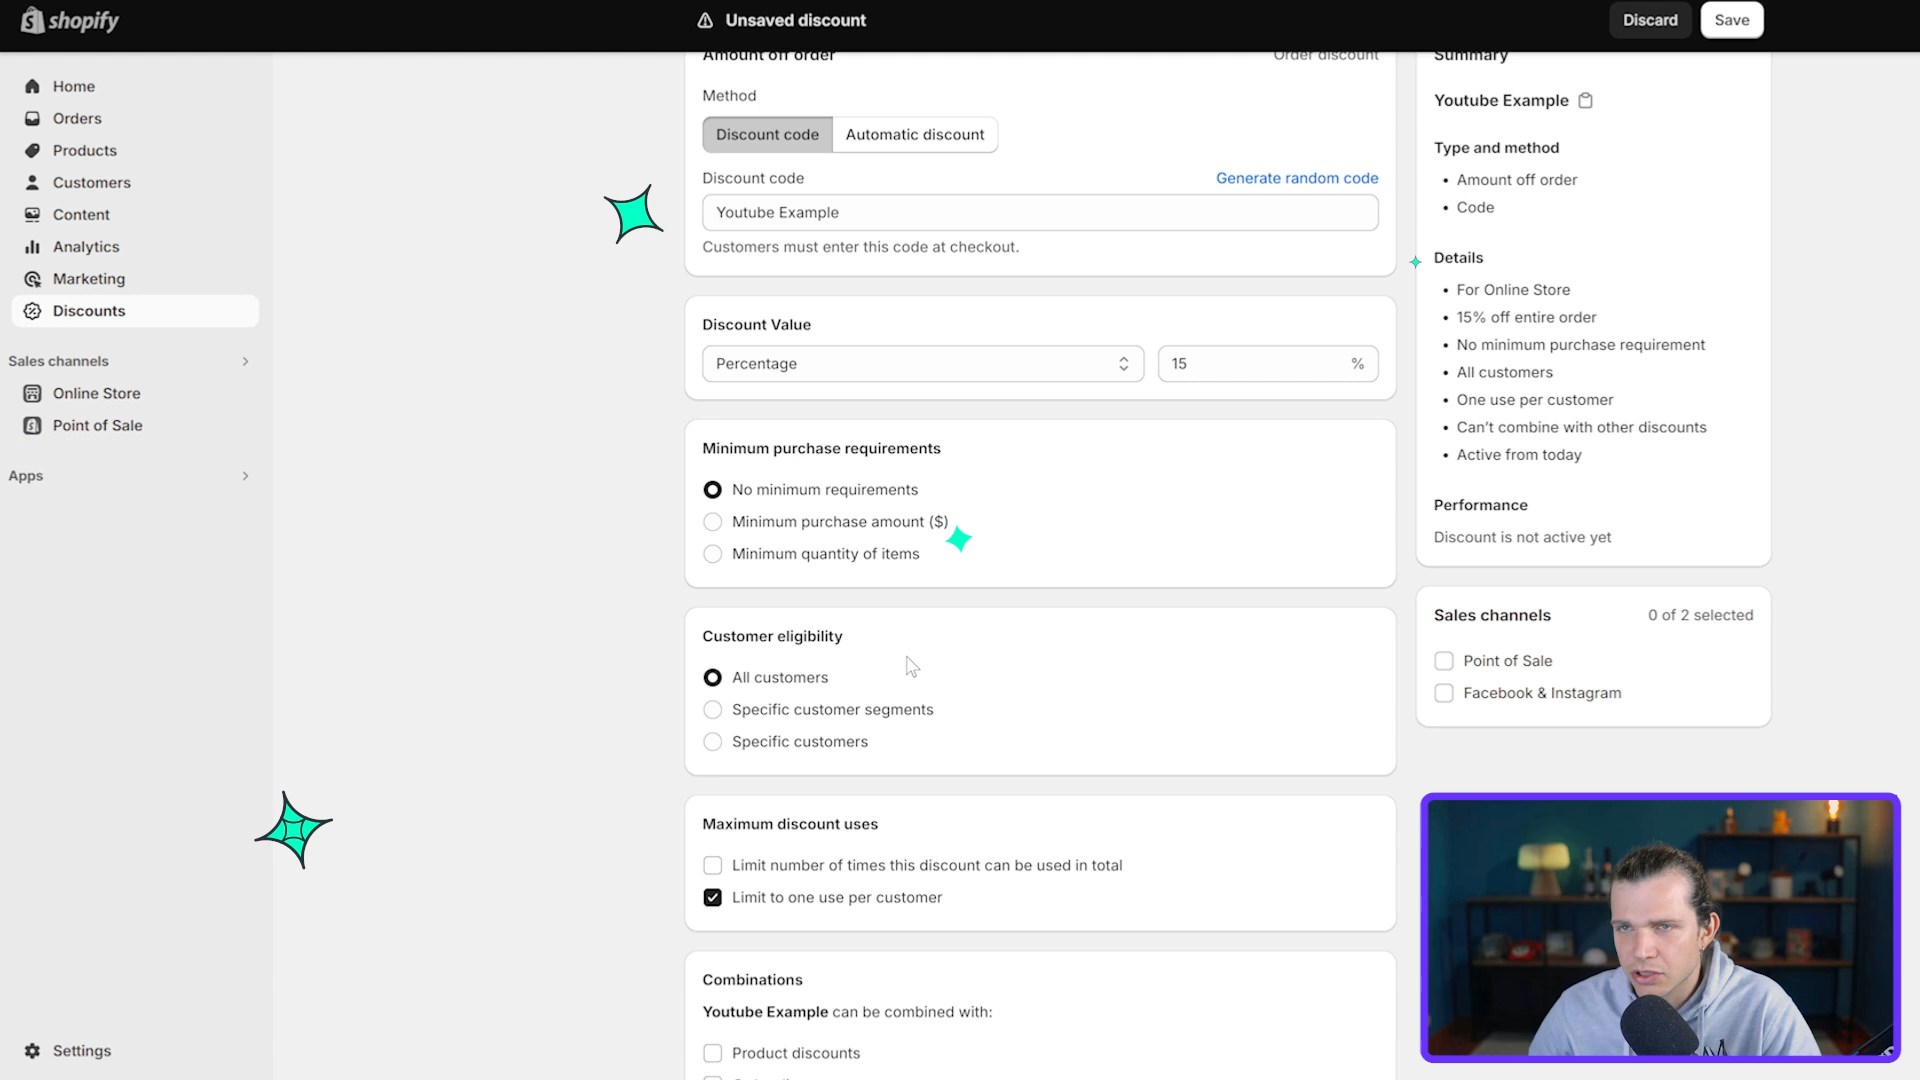 shopify
Unsaved discount
Discard
Save
Home
Orders
Products
Customers
Content
Analytics
Marketing
Discounts
Sales channels
Online Store
Point of Sale
Apps
Settings
Amount off order
Order discount
Method
Discount code
Automatic discount
Discount code
Generate random code
Youtube Example
Customers must enter this code at checkout.
Discount Value
Percentage
15 %
Minimum purchase requirements
No minimum requirements
Minimum purchase amount ($)
Minimum quantity of items
Customer eligibility
All customers
Specific customer segments
Specific customers
Maximum discount uses
Limit number of times this discount can be used in total
Limit to one use per customer
Combinations
Youtube Example can be combined with:
Product discounts
Summary
Youtube Example
Type and method
• Amount off order
• Code
Details
• For Online Store
• 15% off entire order
• No minimum purchase requirement
• All customers
• One use per customer
• Can't combine with other discounts
• Active from today
Performance
Discount is not active yet
Sales channels
0 of 2 selected
Point of Sale
Facebook & Instagram